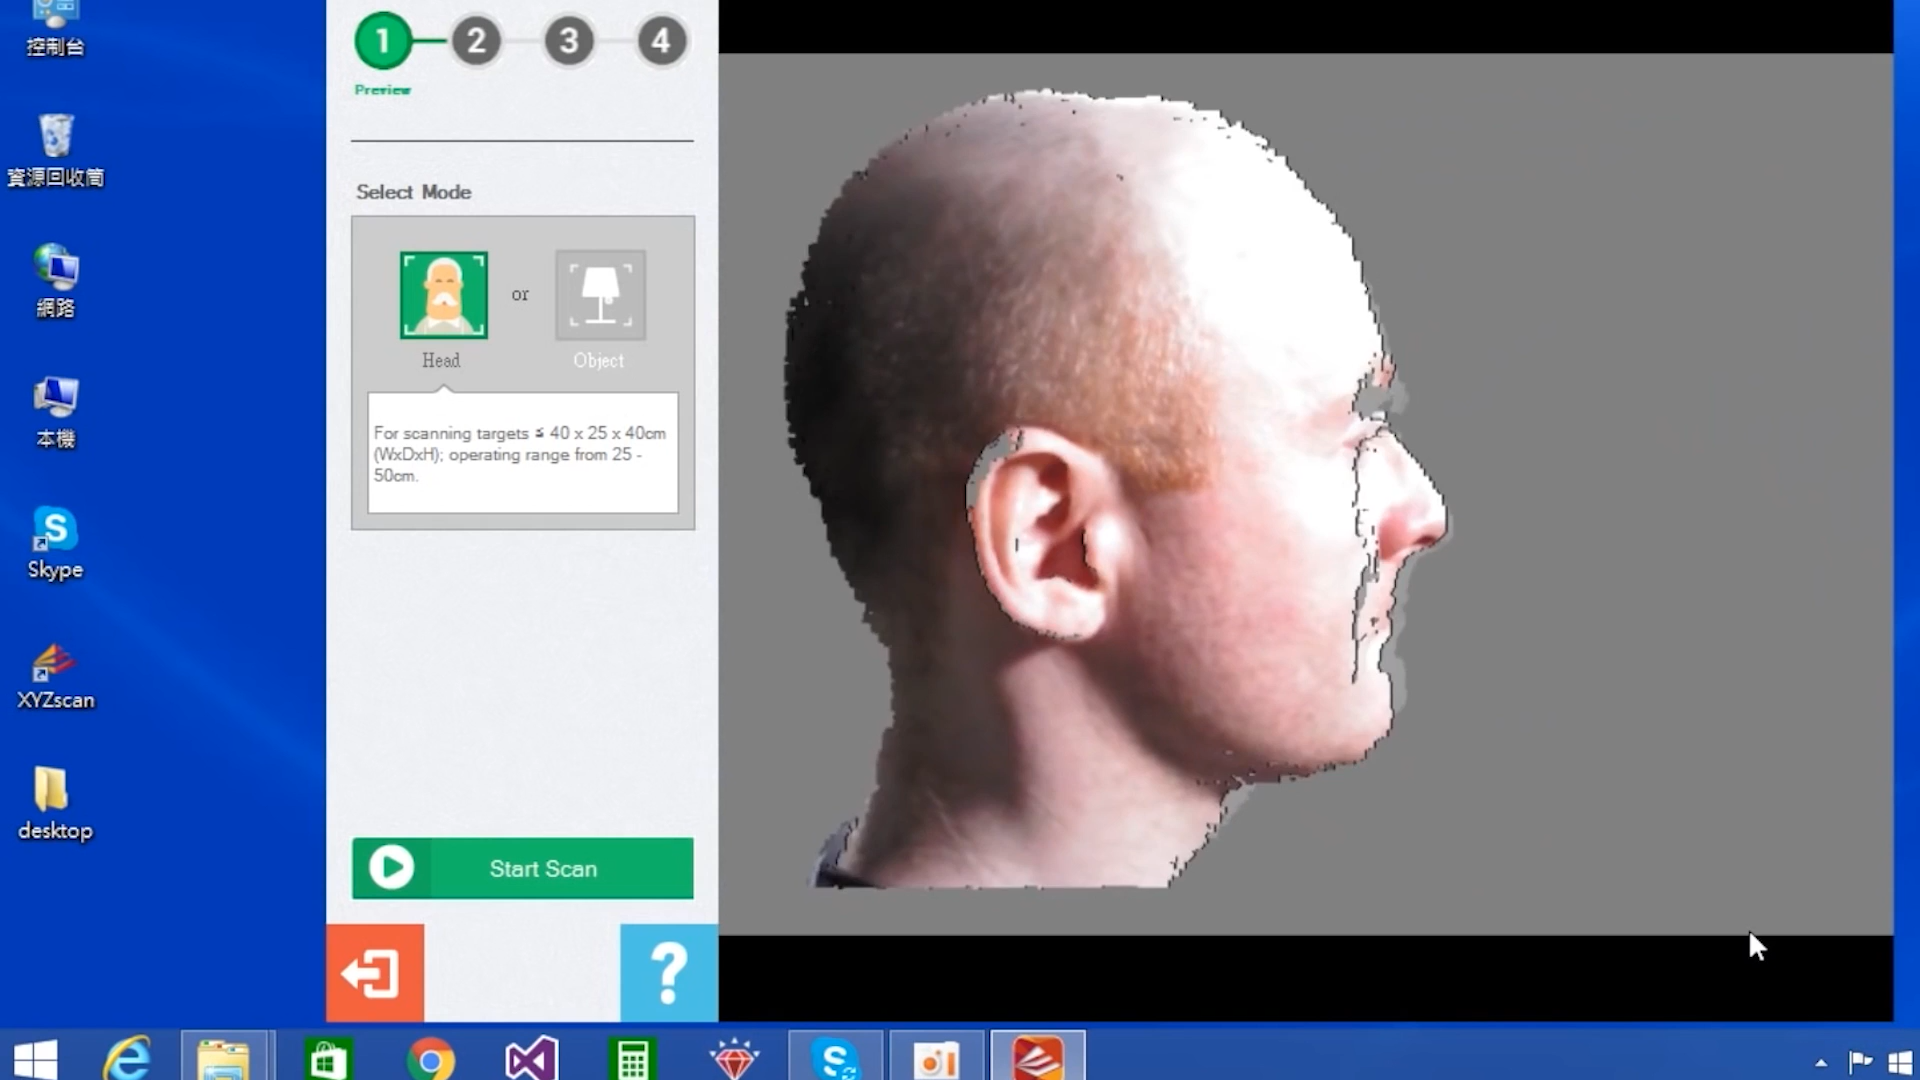 控制台
資源回收筒
網路
本機
Skype
XYZscan
desktop
1 2 3 4
Preview
Select Mode
or
Head
Object
For scanning targets ≤ 40 x 25 x 40cm
(WxDxH); operating range from 25 -
50cm.
Start Scan
?